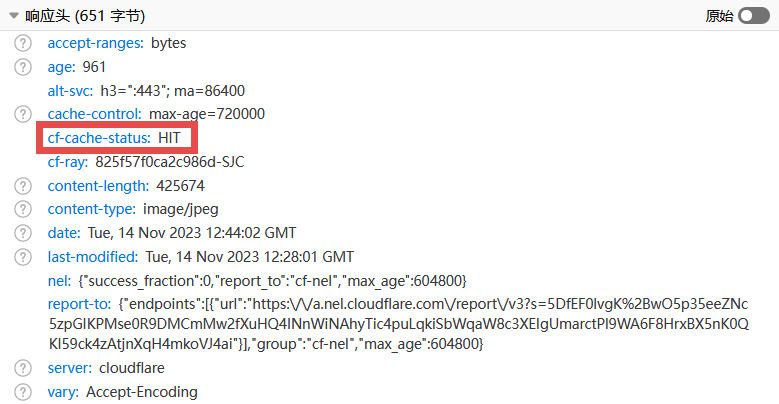 响应头 (651 字节)
原始
accept-ranges: bytes
age: 961
alt-svc: h3=":443"; ma=86400
cache-control: max-age=720000
cf-cache-status: HIT
cf-ray: 825f57f0ca2c986d-SJC
content-length: 425674
content-type: image/jpeg
date: Tue, 14 Nov 2023 12:44:02 GMT
last-modified: Tue, 14 Nov 2023 12:28:01 GMT
nel: {"success_fraction":0,"report_to":"cf-nel","max_age":604800}
report-to: {"endpoints":[{"url":"https:\/\/a.nel.cloudflare.com\/report\/v3?s=5DfEF0lvgK%2BwO5p35eeZNc
5zpGlKPMse0R9DMCmMw2fXuHQ4lNnWiNAhyTic4puLqkiSbWqaW8c3XElgUmarctPl9WA6F8HrxBX5nK0Q
KI59ck4zAtjnXqH4mkoVJ4ai"}],"group":"cf-nel","max_age":604800}
server: cloudflare
vary: Accept-Encoding